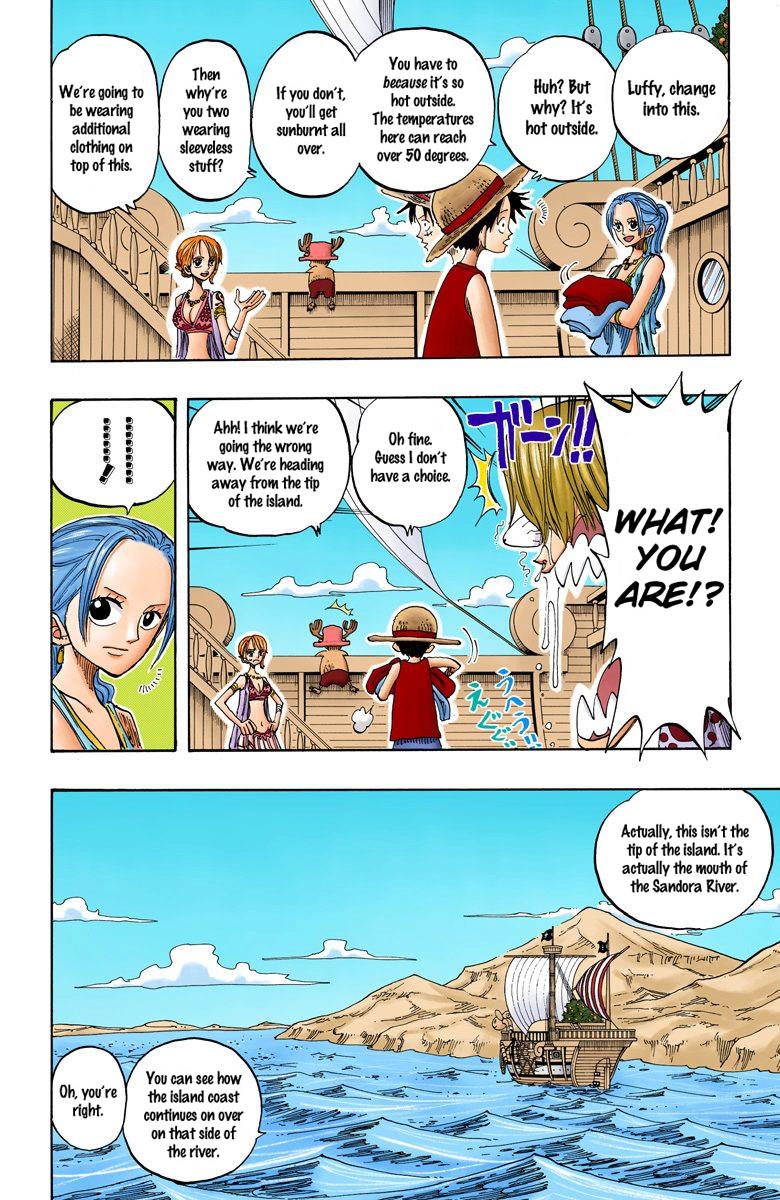 Luffy, change
into this.
Huh? But
why? It's
hot outside.
You have to
because it's so
hot outside.
The temperatures
here can reach
over 50 degrees.
If you don't,
you'll get
sunburnt all
over.
Then
why're
you two
wearing
sleeveless
stuff?
We're going to
be wearing
additional
clothing on
top of this.
WHAT!
YOU
ARE!?
ガーン!!
Oh fine.
Guess I don't
have a choice.
うへう!!
えぐぐ
Ahh! I think we're
going the wrong
way. We're heading
away from the tip
of the island.
Actually, this isn't the
tip of the island. It's
actually the mouth of
the Sandora River.
You can see how
the island coast
continues on over
on that side of
the river.
Oh, you're
right.